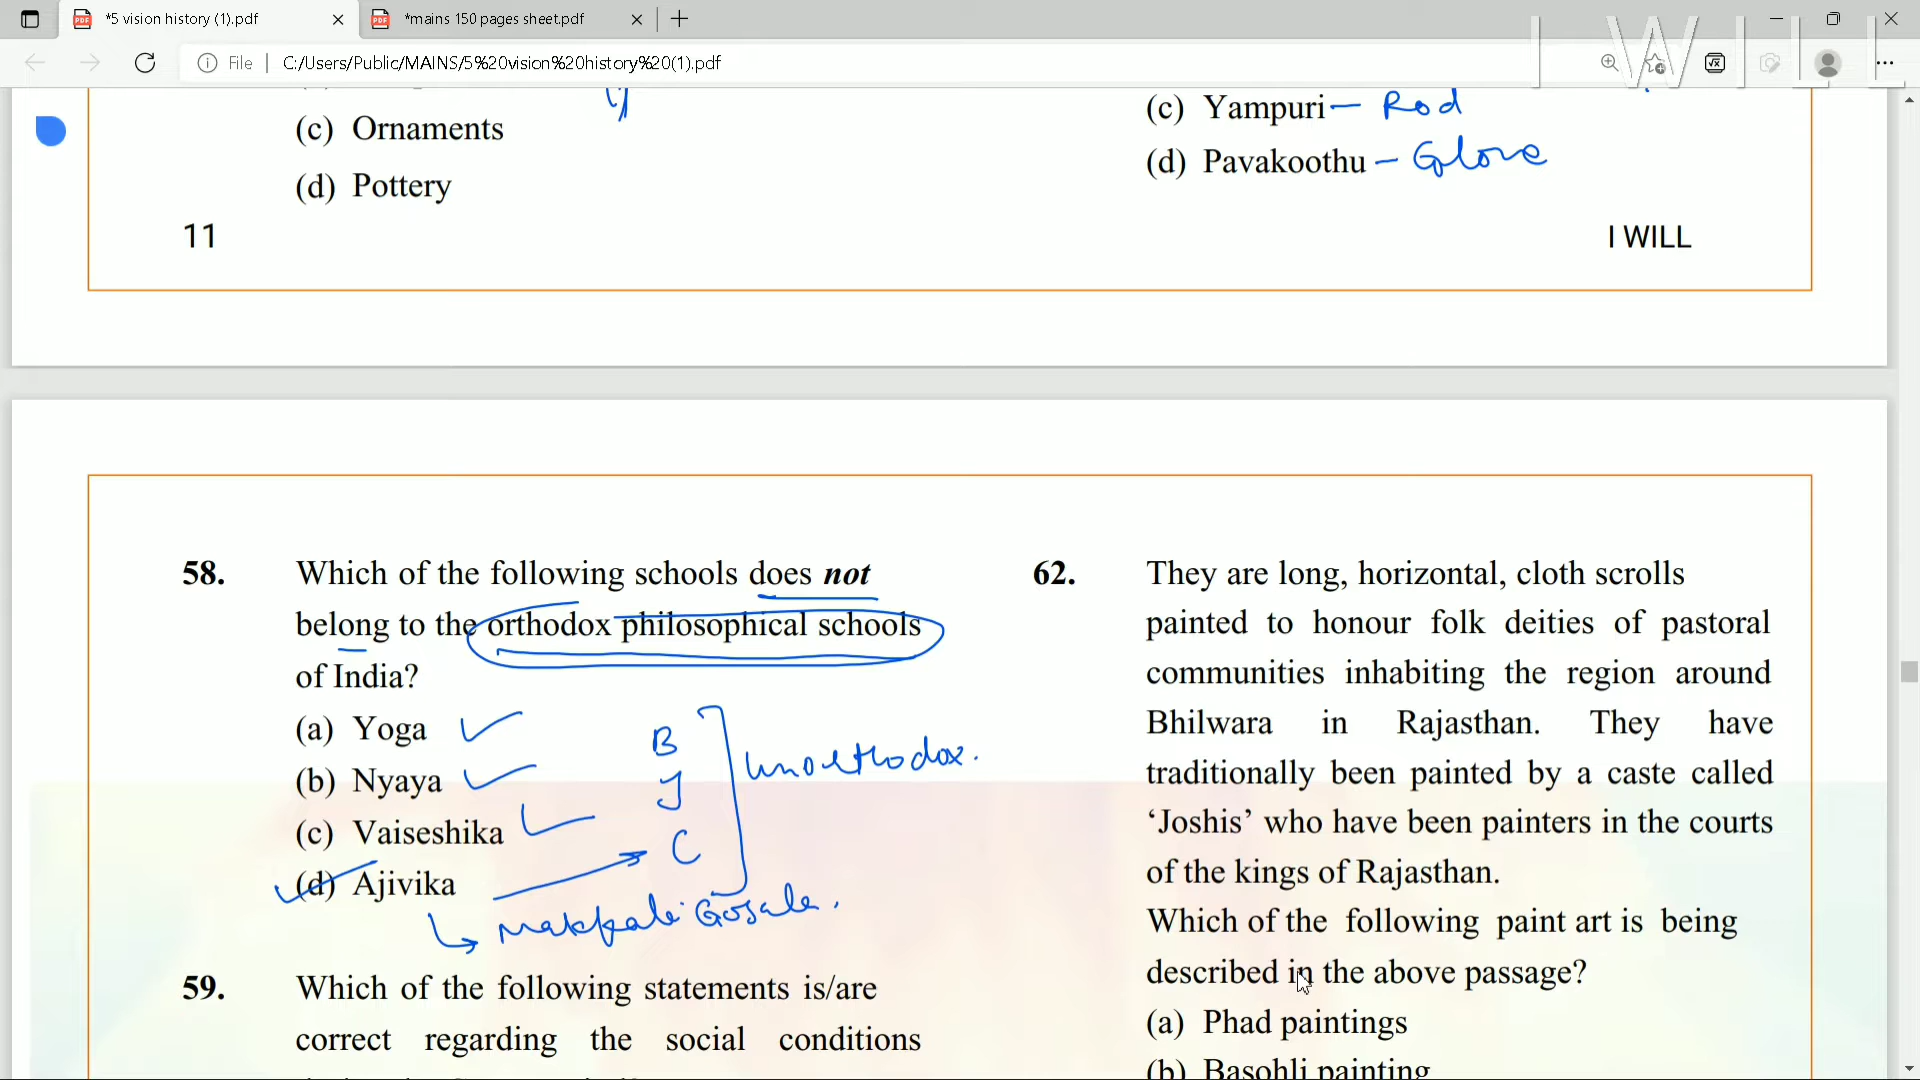 *5 vision history (1).pdf
*mains 150 pages sheet.pdf
I WILL
File
C:/Users/Public/MAINS/5%20vision%20history%20(1).pdf
(c) Ornaments
(d) Pottery
(c) Yampuri — Rod
(d) Pavakoothu — Glove
11
I WILL
58. Which of the following schools does not
belong to the orthodox philosophical schools
of India?
(a) Yoga
(b) Nyaya
(c) Vaiseshika
(d) Ajivika
B
J
C
Unorthodox.
Makkali Gosala.
59. Which of the following statements is/are
correct regarding the social conditions
62. They are long, horizontal, cloth scrolls
painted to honour folk deities of pastoral
communities inhabiting the region around
Bhilwara in Rajasthan. They have
traditionally been painted by a caste called
‘Joshis’ who have been painters in the courts
of the kings of Rajasthan.
Which of the following paint art is being
described in the above passage?
(a) Phad paintings
(b) Basohli painting